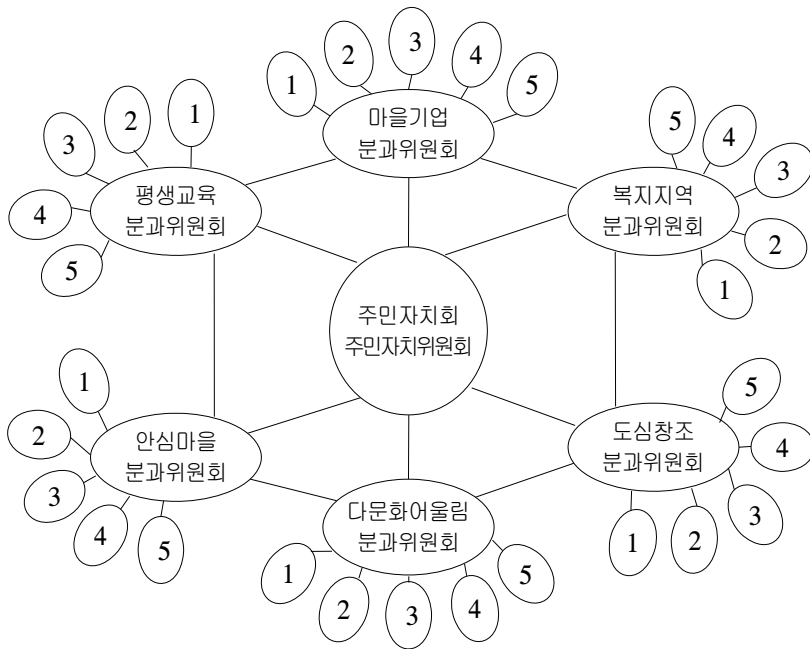 1
2
3
4
5
마을기업
분과위원회
3
2
1
4
5
평생교육
분과위원회
5
4
3
2
1
복지지역
분과위원회
주민자치회
주민자치위원회
1
2
3
4
5
안심마을
분과위원회
5
4
3
2
1
도심창조
분과위원회
다문화어울림
분과위원회
1
2
3
4
5